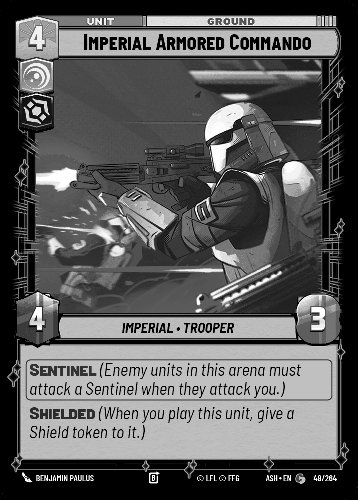 UNIT
GROUND
4
IMPERIAL ARMORED COMMANDO
4
3
IMPERIAL • TROOPER
SENTINEL (Enemy units in this arena must
attack a Sentinel when they attack you.)
SHIELDED (When you play this unit, give a
Shield token to it.)
BENJAMIN PAULUS
© LFL © FFG
ASH • EN
48/264